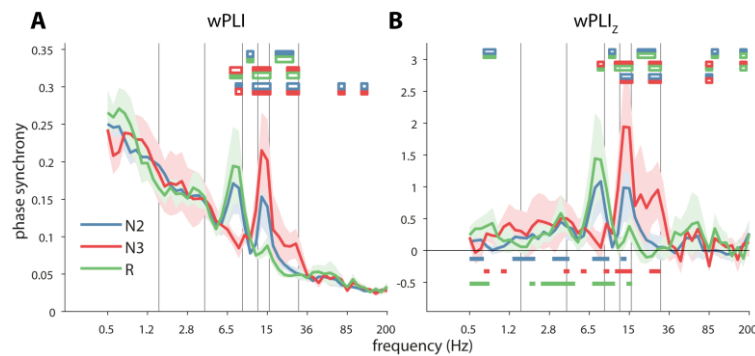 A wPLI
B wPLI_Z
phase synchrony
0.35
0.3
0.25
0.2
0.15
0.1
0.05
0
N2
N3
R
0.5 1.2 2.8 6.5 15 36 85 200
3
2.5
2
1.5
1
0.5
0
-0.5
0.5 1.2 2.8 6.5 15 36 85 200
frequency (Hz)